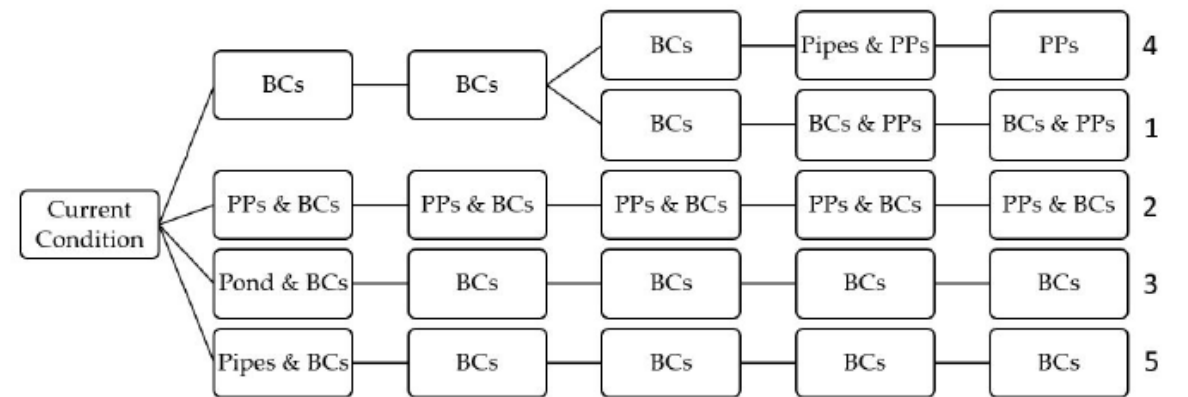 BCs Pipes & PPs PPs 4
BCs BCs
BCs BCs & PPs BCs & PPs 1
Current
Condition
PPs & BCs PPs & BCs PPs & BCs PPs & BCs PPs & BCs 2
Pond & BCs BCs BCs BCs BCs 3
Pipes & BCs BCs BCs BCs BCs 5